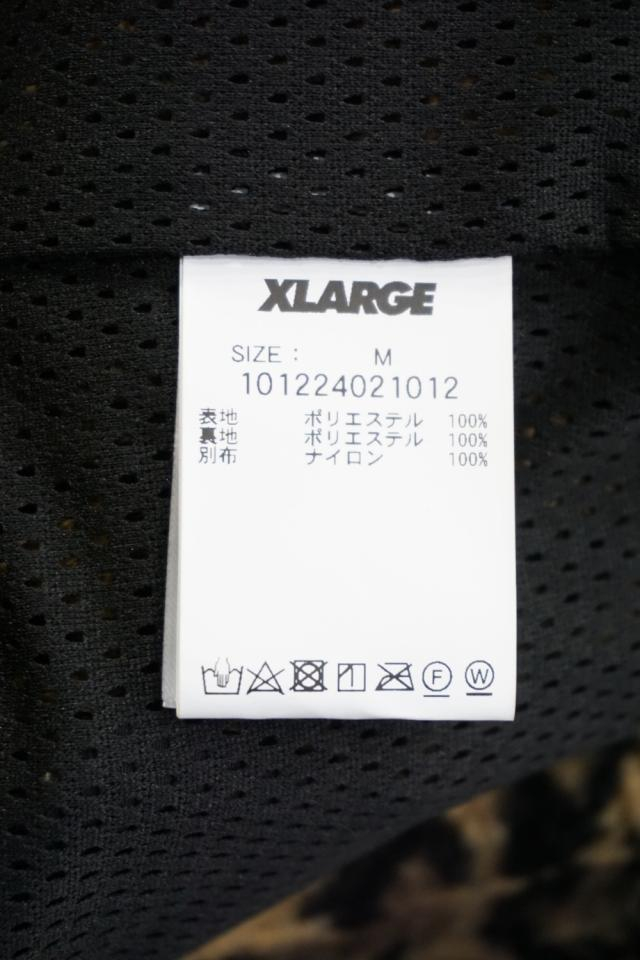 XLARGE
SIZE : M
101224021012
表地 ポリエステル 100%
裏地 ポリエステル 100%
別布 ナイロン 100%
F W